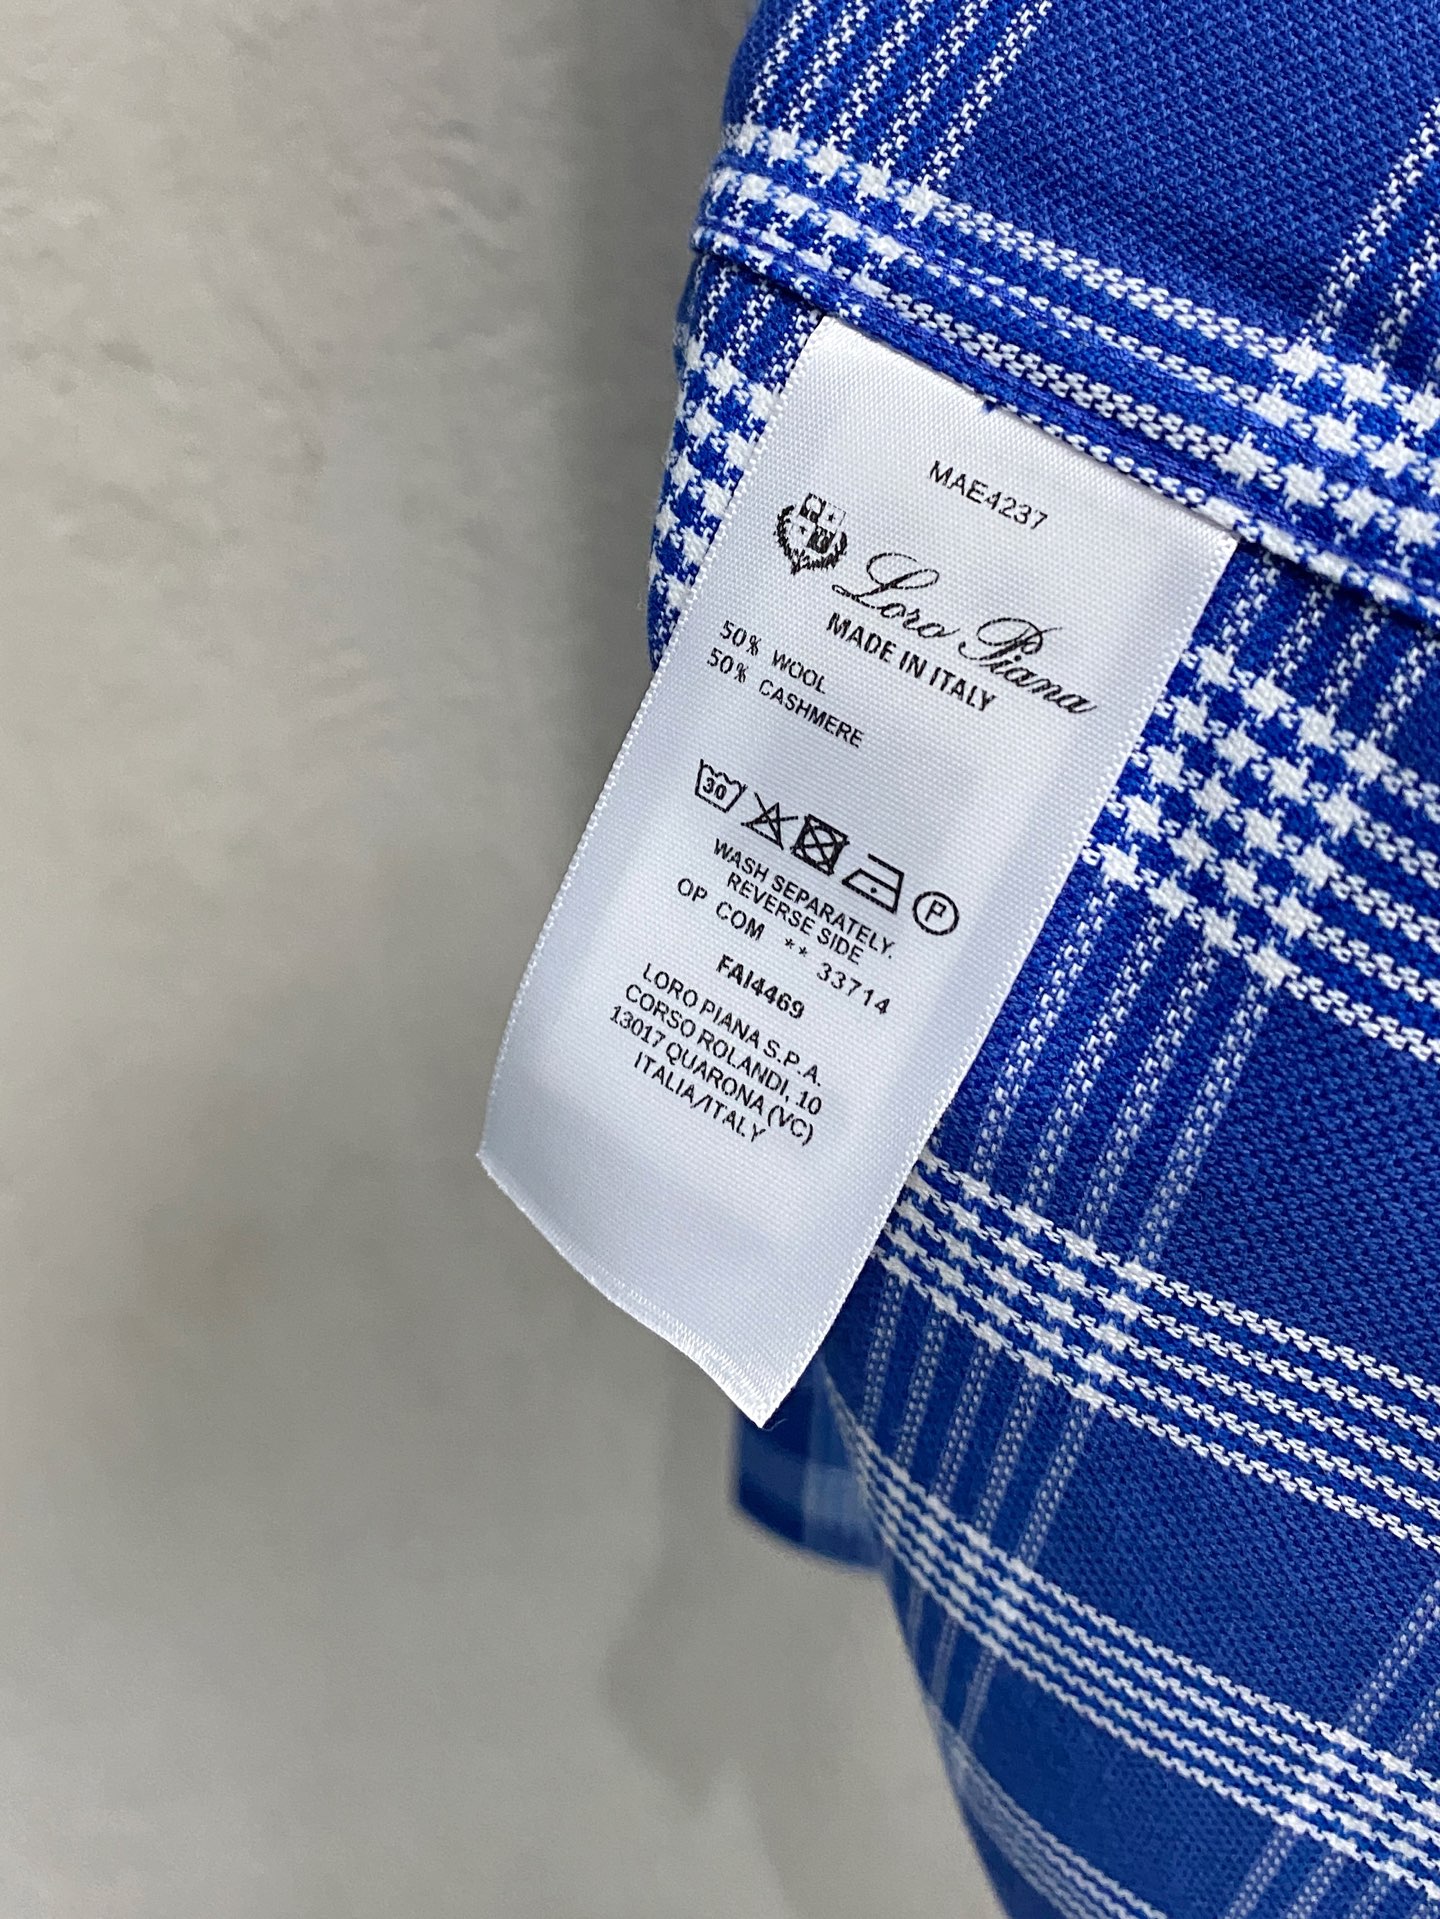 MAE4237
Loro Piana
MADE IN ITALY
50% WOOL
50% CASHMERE
30
P
WASH SEPARATELY.
REVERSE SIDE
OP COM ** 33714
FAI4469
LORO PIANA S.P.A.
CORSO ROLANDI, 10
13017 QUARONA (VC)
ITALIA/ITALY